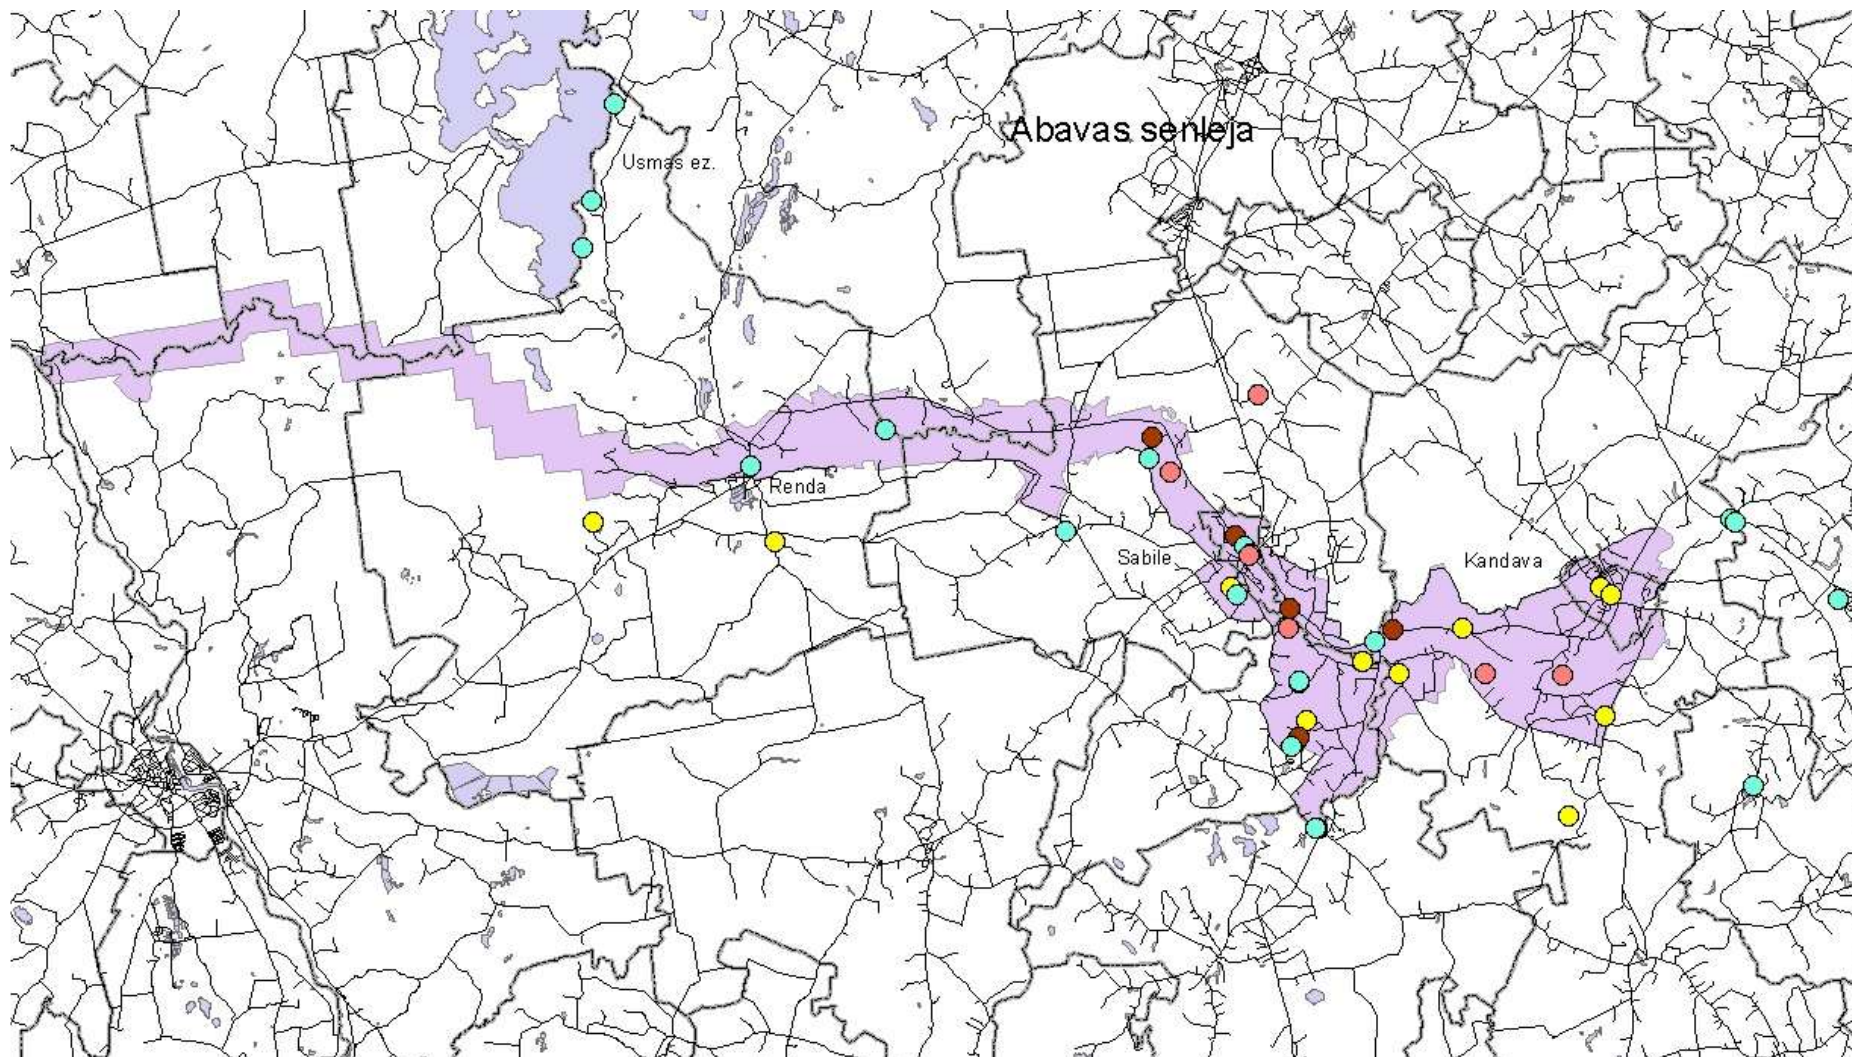 Abavas senleja
Usmas ez.
Renda
Sabile
Kandava